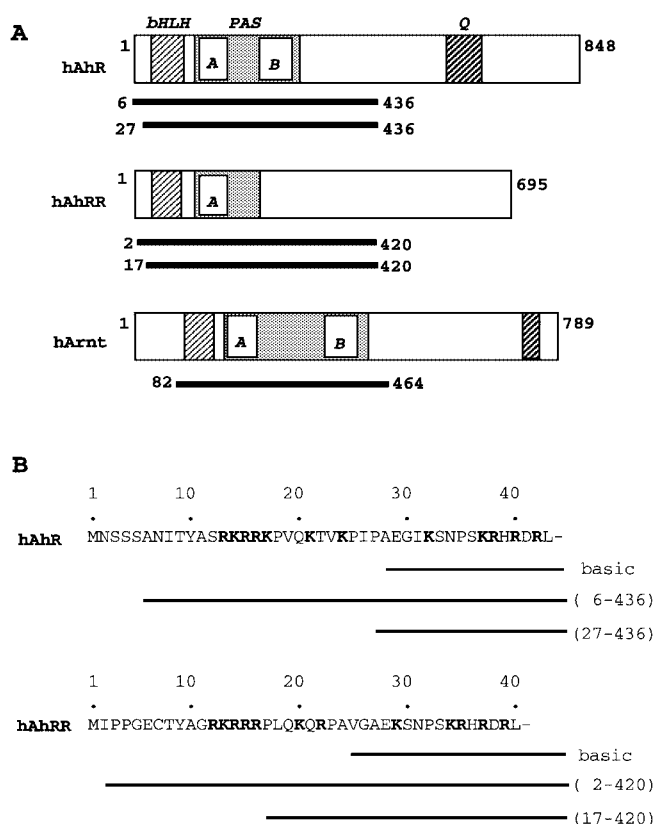 A
bHLH PAS Q
1 848
hAhR A B
6 436
27 436
1 695
hAhRR A
2 420
17 420
1 789
hArnt A B
82 464
B
1 10 20 30 40
hAhR MNSSSANITYASRKRRKPVQKTVKPIPAEGIKSNPSKRHRDRL-
basic
( 6-436)
(27-436)
1 10 20 30 40
hAhRR MIPPGECTYAGRKRRRPLQKQRPAVGAEKSNPSKRHRDRL-
basic
( 2-420)
(17-420)